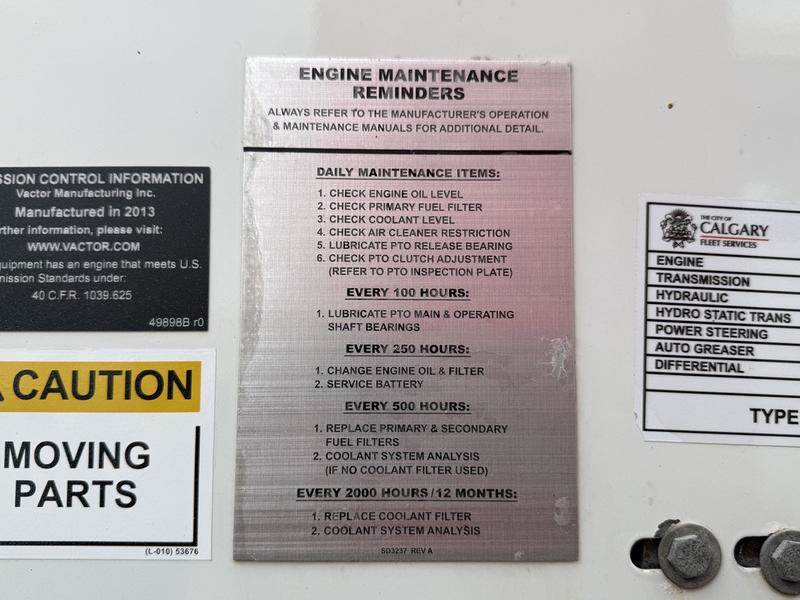 ENGINE MAINTENANCE
REMINDERS
ALWAYS REFER TO THE MANUFACTURER'S OPERATION
& MAINTENANCE MANUALS FOR ADDITIONAL DETAIL.
DAILY MAINTENANCE ITEMS:
1. CHECK ENGINE OIL LEVEL
2. CHECK PRIMARY FUEL FILTER
3. CHECK COOLANT LEVEL
4. CHECK AIR CLEANER RESTRICTION
5. LUBRICATE PTO RELEASE BEARING
6. CHECK PTO CLUTCH ADJUSTMENT
(REFER TO PTO INSPECTION PLATE)
EVERY 100 HOURS:
1. LUBRICATE PTO MAIN & OPERATING
SHAFT BEARINGS
EVERY 250 HOURS:
1. CHANGE ENGINE OIL & FILTER
2. SERVICE BATTERY
EVERY 500 HOURS:
1. REPLACE PRIMARY & SECONDARY
FUEL FILTERS
2. COOLANT SYSTEM ANALYSIS
(IF NO COOLANT FILTER USED)
EVERY 2000 HOURS/12 MONTHS:
1. REPLACE COOLANT FILTER
2. COOLANT SYSTEM ANALYSIS
SD3237 REV A
SSION CONTROL INFORMATION
Vactor Manufacturing Inc.
Manufactured in 2013
rther information, please visit:
WWW.VACTOR.COM
quipment has an engine that meets U.S.
mission Standards under:
40 C.F.R. 1039.625
49898B r0
CAUTION
MOVING
PARTS
(L-010) 53676
THE CITY OF
CALGARY
FLEET SERVICES
ENGINE
TRANSMISSION
HYDRAULIC
HYDRO STATIC TRANS
POWER STEERING
AUTO GREASER
DIFFERENTIAL
TYPE